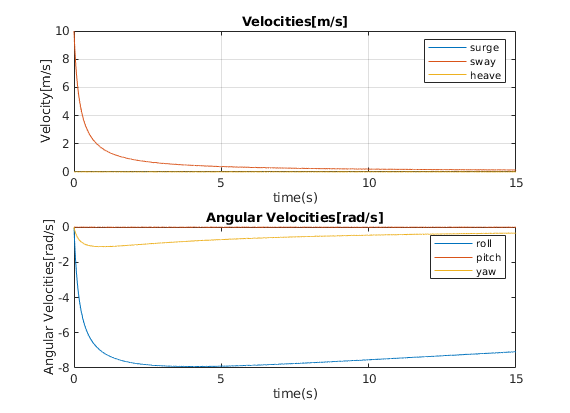 Velocities[m/s]
10
8
6
4
2
0
Velocity[m/s]
surge
sway
heave
0
5
10
15
time(s)
Angular Velocities[rad/s]
0
-2
-4
-6
-8
Angular Velocities[rad/s]
roll
pitch
yaw
0
5
10
15
time(s)